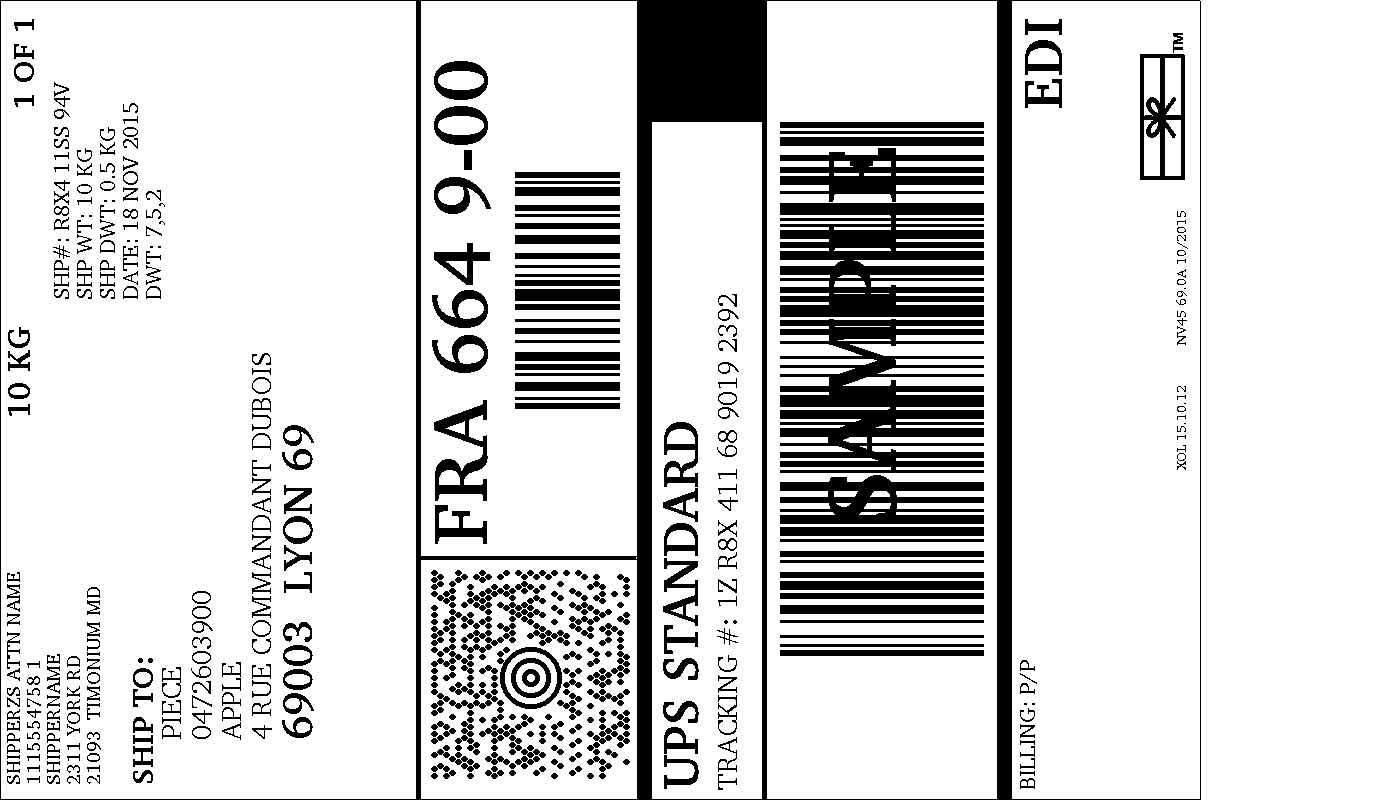 SHIPPERZS ATTN NAME
1115554758 1
SHIPPERNAME
2311 YORK RD
21093 TIMONIUM MD
10 KG
1 OF 1
SHP#: R8X4 11SS 94V
SHP WT: 10 KG
SHP DWT: 0.5 KG
DATE: 18 NOV 2015
DWT: 7,5,2
SHIP TO:
PIECE
0472603900
APPLE
4 RUE COMMANDANT DUBOIS
69003 LYON 69
FRA 664 9-00
UPS STANDARD
TRACKING #: 1Z R8X 411 68 9019 2392
SAMPLE
BILLING: P/P
EDI
XOL 15.10.12 NV45 69.0A 10/2015
TM